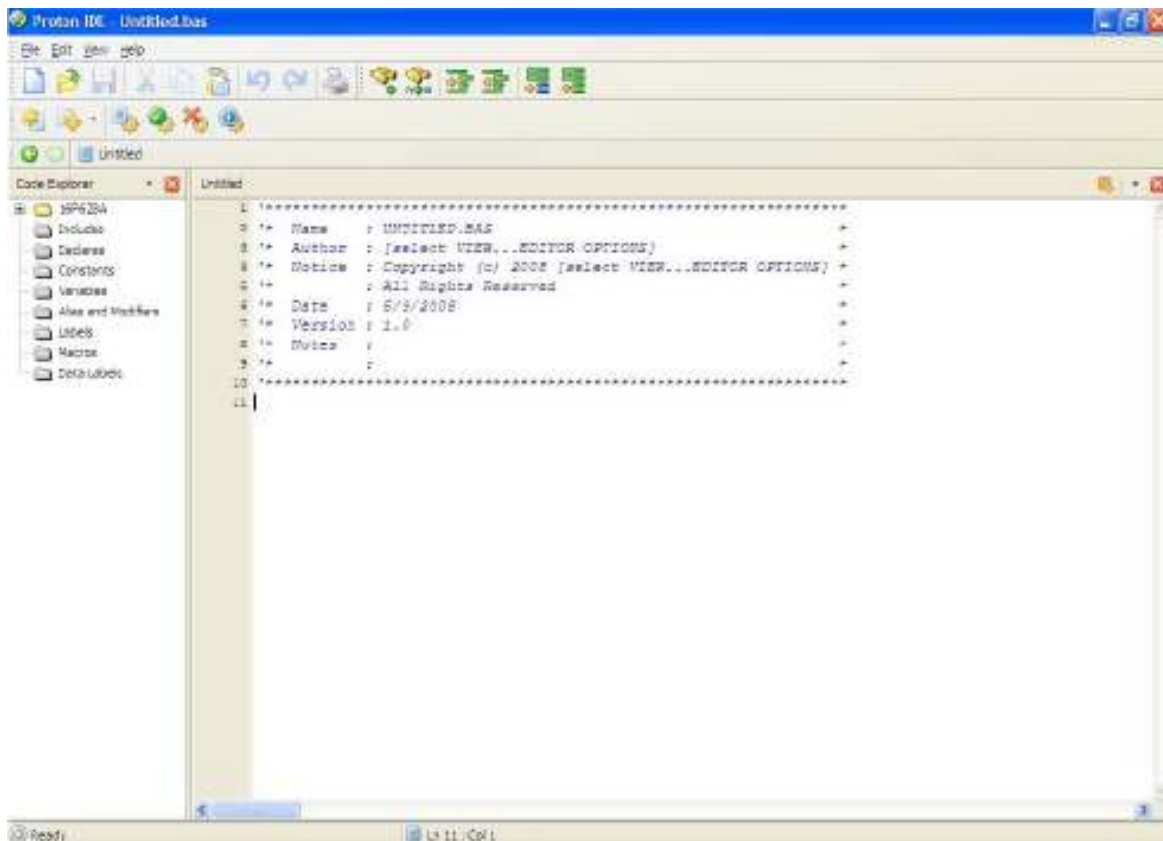 Proton IDE - Untitled.bas
File Edit View Help
Untitled
Code Explorer
Untitled
16F628A
Includes
Declares
Constants
Variables
Alias and Modifiers
Labels
Macros
Data Labels
1 '****************************************************************
2 '*  Name    : UNTITLED.BAS                                      *
3 '*  Author  : [select VIEW...EDITOR OPTIONS]                    *
4 '*  Notice  : Copyright (c) 2008 [select VIEW...EDITOR OPTIONS] *
5 '*          : All Rights Reserved                               *
6 '*  Date    : 5/9/2008                                          *
7 '*  Version : 1.0                                               *
8 '*  Notes   :                                                   *
9 '*          :                                                   *
10 '****************************************************************
11
Ready
Ln 11 : Col 1